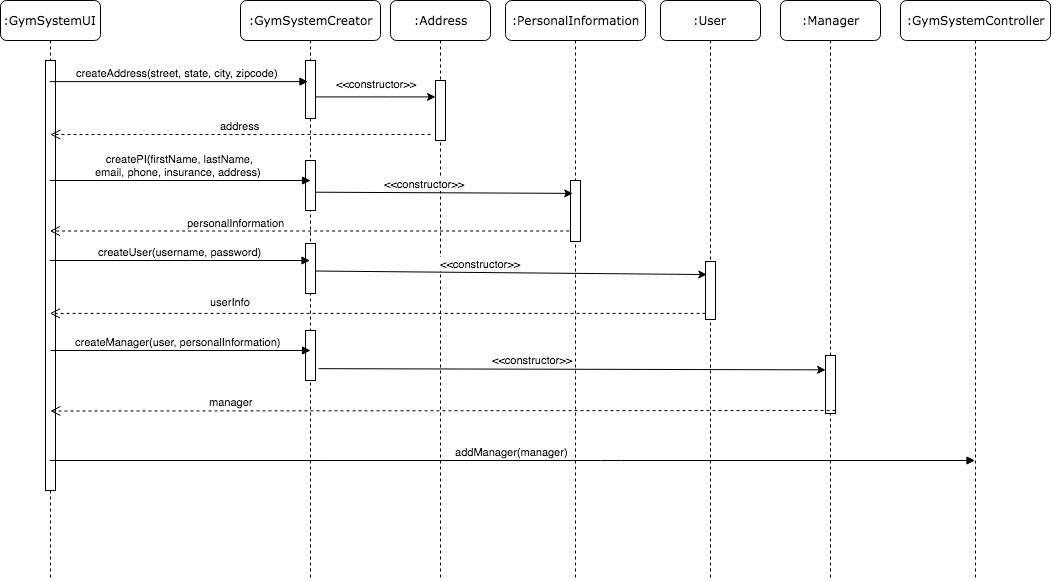 :GymSystemUI
:GymSystemCreator
:Address
:PersonalInformation
:User
:Manager
:GymSystemController
createAddress(street, state, city, zipcode)
<<constructor>>
address
createPI(firstName, lastName,
email, phone, insurance, address)
<<constructor>>
personalInformation
createUser(username, password)
<<constructor>>
userInfo
createManager(user, personalInformation)
<<constructor>>
manager
addManager(manager)